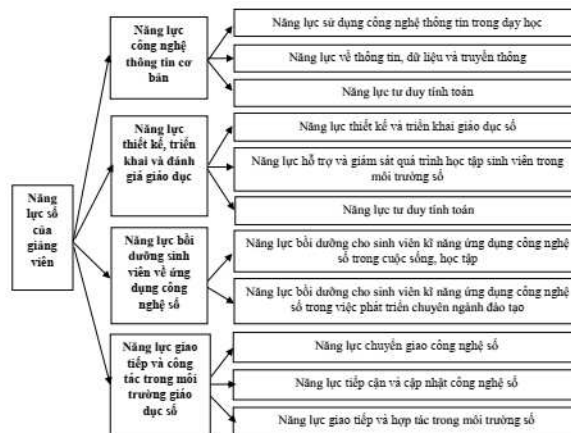 Năng
lực số
của
giảng
viên
Năng lực
công nghệ
thông tin cơ
bản
Năng lực sử dụng công nghệ thông tin trong dạy học
Năng lực về thông tin, dữ liệu và truyền thông
Năng lực tư duy tính toán
Năng lực
thiết kế, triển
khai và đánh
giá giáo dục
Năng lực thiết kế và triển khai giáo dục số
Năng lực hỗ trợ và giám sát quá trình học tập sinh viên trong
môi trường số
Năng lực tư duy tính toán
Năng lực bồi
dưỡng sinh
viên về ứng
dụng công
nghệ số
Năng lực bồi dưỡng cho sinh viên kĩ năng ứng dụng công nghệ
số trong cuộc sống, học tập
Năng lực bồi dưỡng cho sinh viên kĩ năng ứng dụng công nghệ
số trong việc phát triển chuyên ngành đào tạo
Năng lực giao
tiếp và công
tác trong môi
trường giáo
dục số
Năng lực chuyển giao công nghệ số
Năng lực tiếp cận và cập nhật công nghệ số
Năng lực giao tiếp và hợp tác trong môi trường số